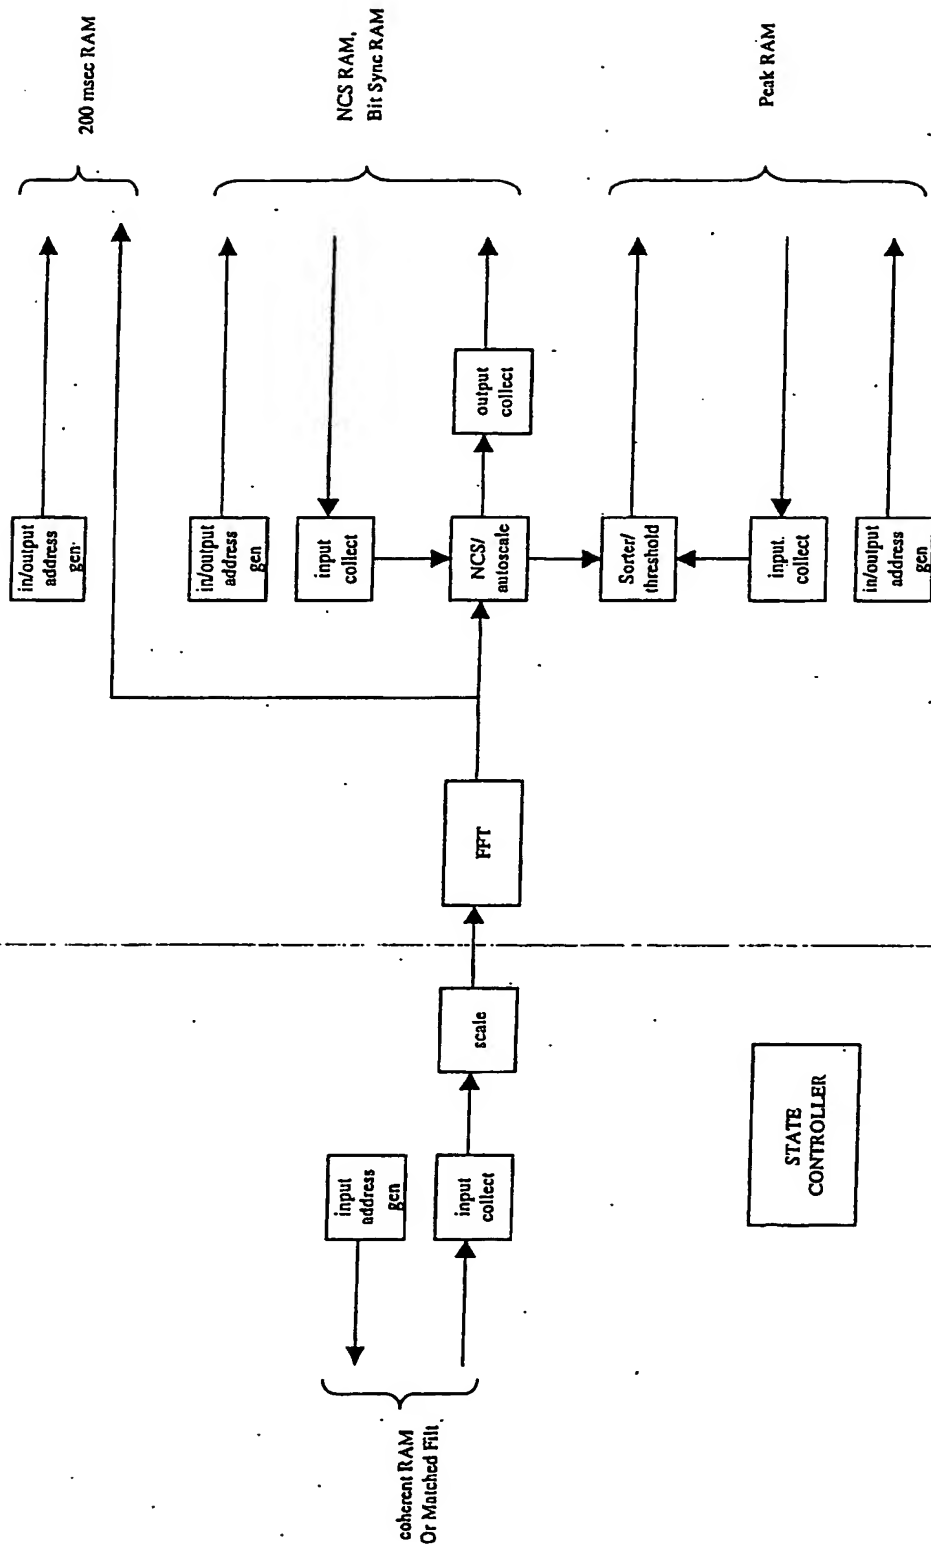 200 msec RAM
NCS RAM,
Bit Sync RAM
Peak RAM
in/output
address
gen.
in/output
address
gen
input
collect
output
collect
NCS/
autoscale
Sorter/
threshold
input.
collect
in/output
address
gen
FFT
scale
input
address
gen
input
collect
STATE
CONTROLLER
coherent RAM
Or Matched Filt